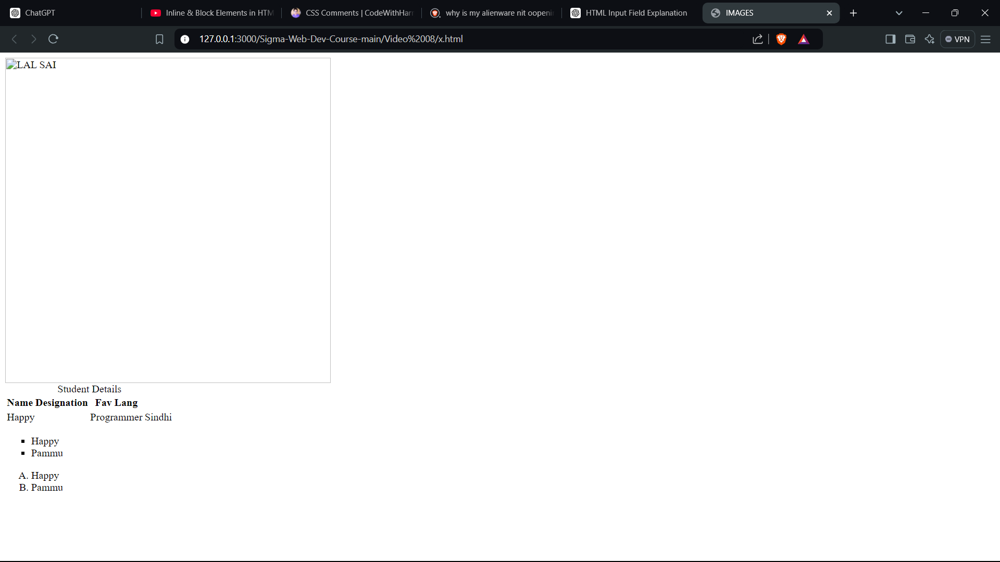 ChatGPT
Inline & Block Elements in HTM
CSS Comments | CodeWithHarr
why is my alienware nit oopeni
HTML Input Field Explanation
IMAGES
127.0.0.1:3000/Sigma-Web-Dev-Course-main/Video%2008/x.html
VPN
LAL SAI
Student Details
Name Designation Fav Lang
Happy Programmer Sindhi
▪ Happy
▪ Pammu
A. Happy
B. Pammu